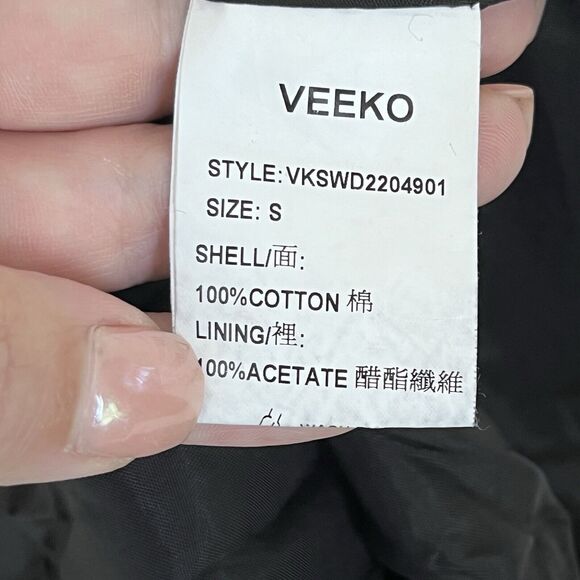 VEEKO
STYLE:VKSWD2204901
SIZE: S
SHELL/面:
100%COTTON 棉
LINING/裡:
100%ACETATE 醋酯纖維